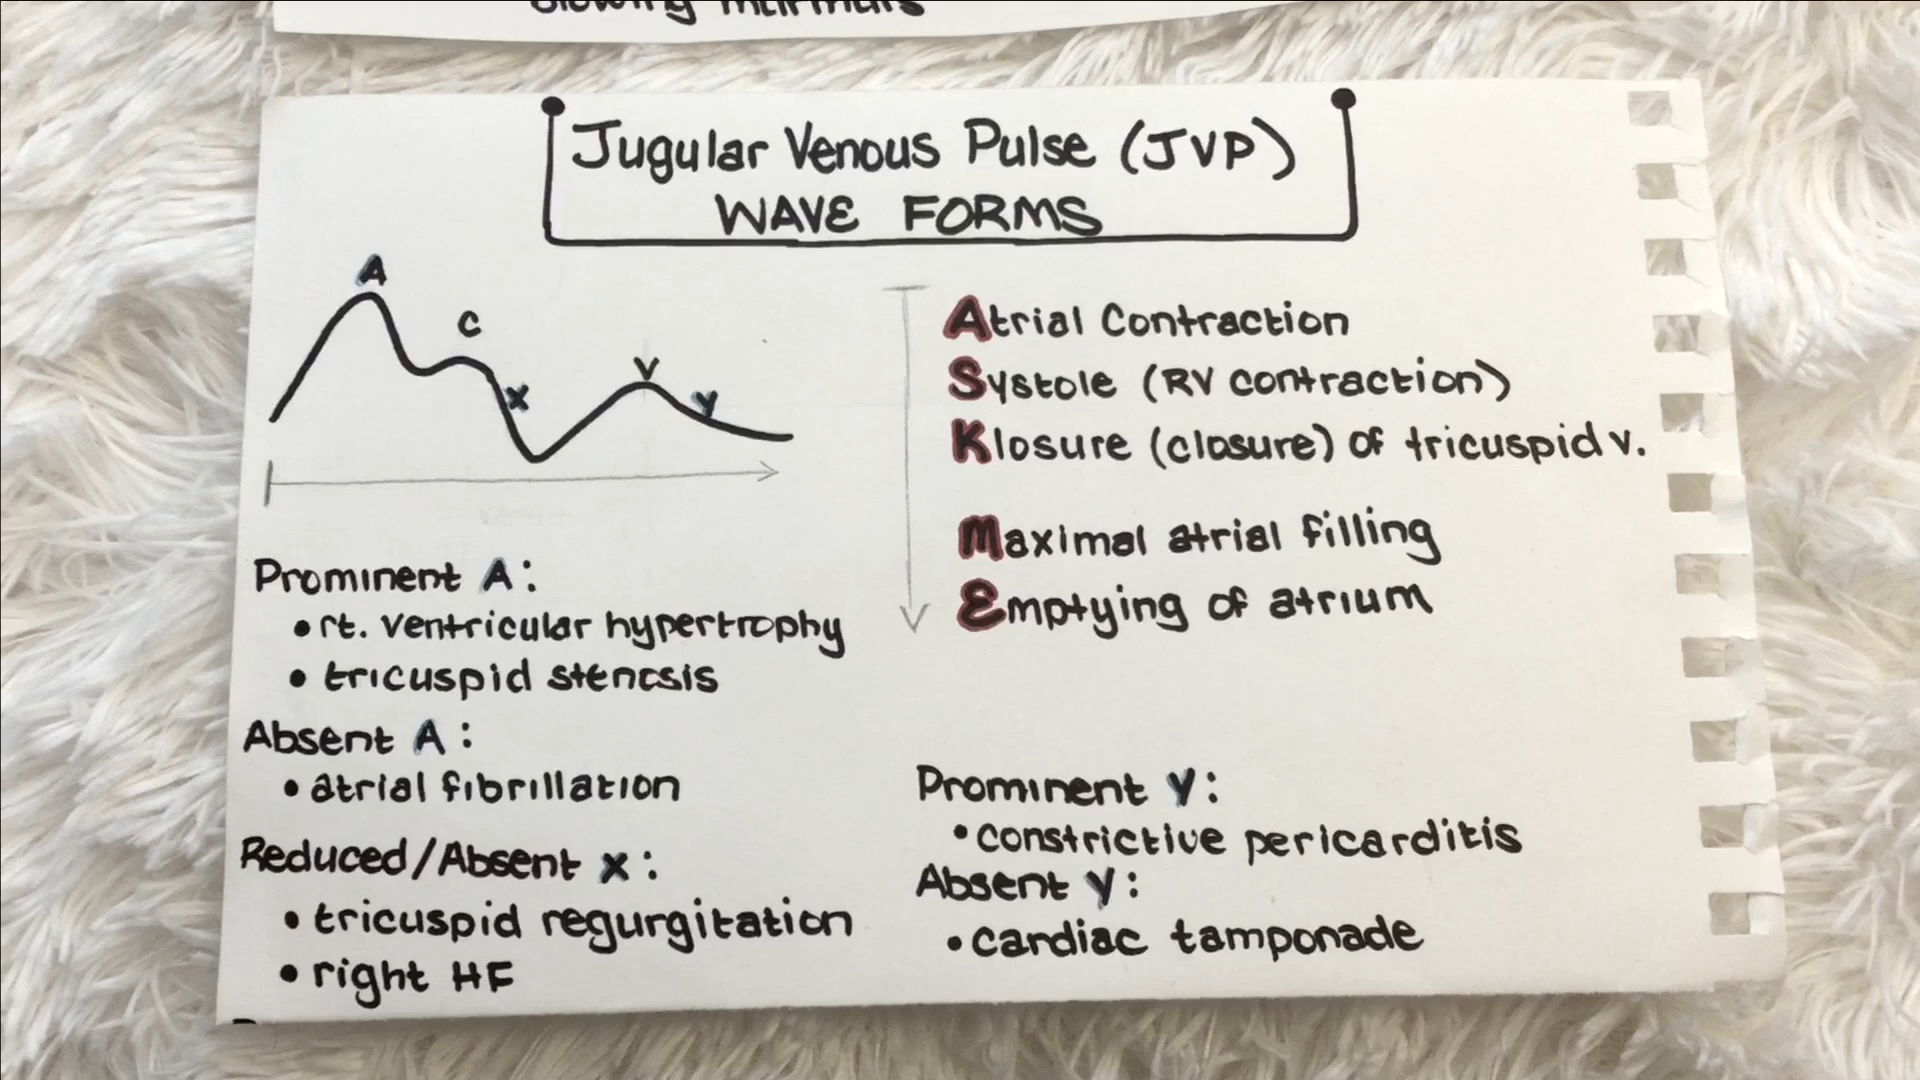 Blowing murmurs
Jugular Venous Pulse (JVP)
WAVE FORMS
A
C
X
V
Y
Atrial Contraction
Systole (RV contraction)
Klosure (closure) of tricuspid v.
Maximal atrial filling
Emptying of atrium
Prominent A:
• rt. ventricular hypertrophy
• tricuspid stenosis
Absent A:
• atrial fibrillation
Reduced/Absent X:
• tricuspid regurgitation
• right HF
Prominent Y:
• constrictive pericarditis
Absent Y:
• cardiac tamponade